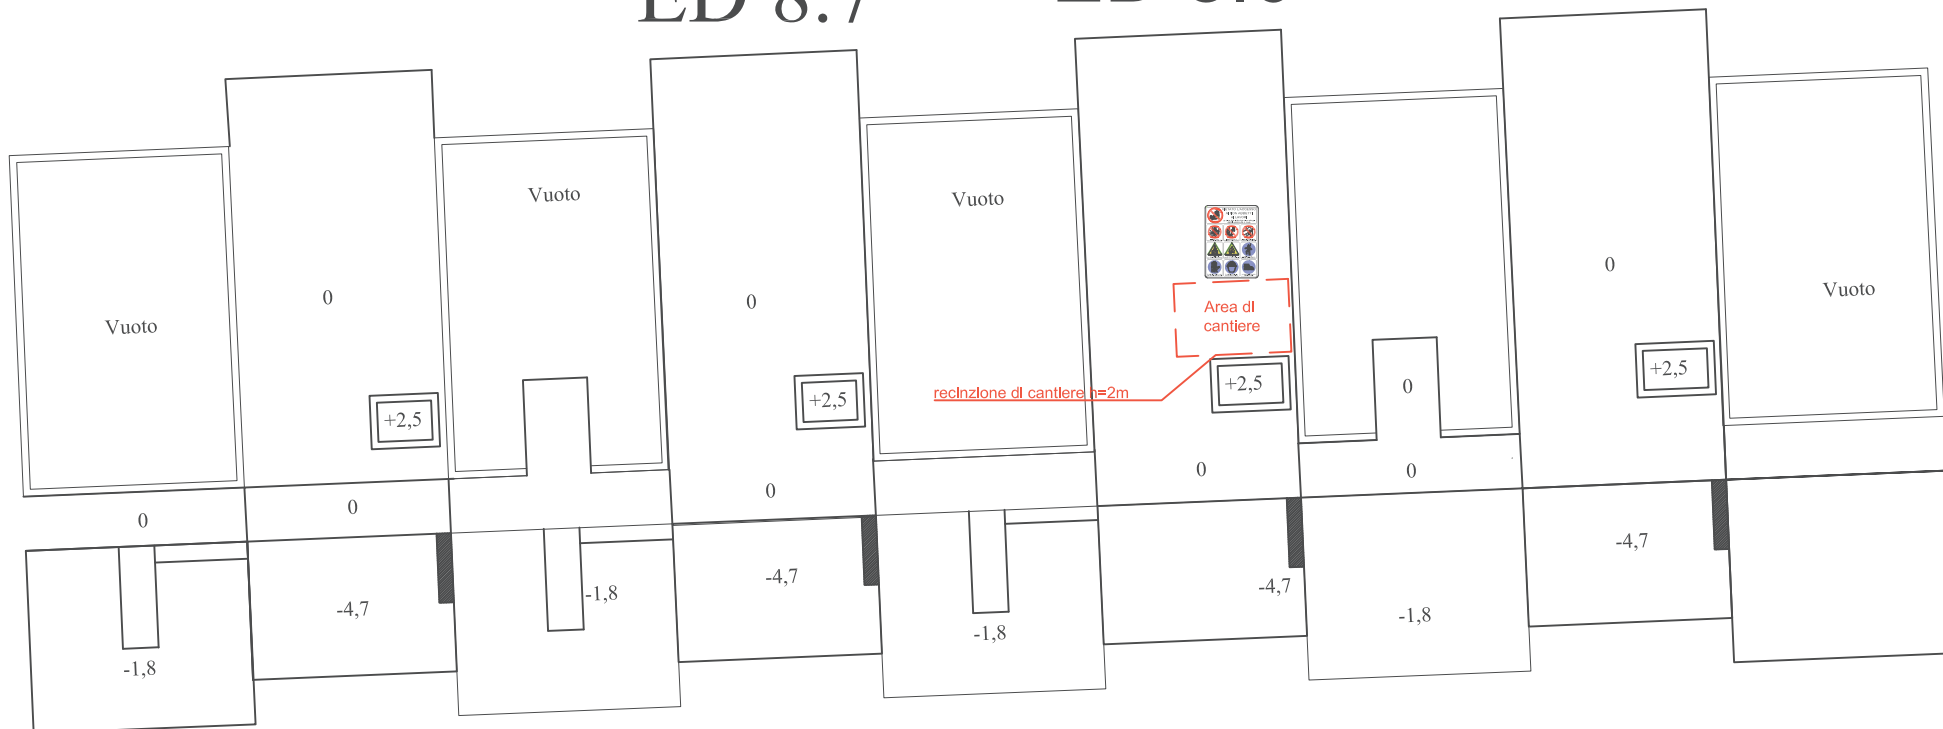 ED 8.7
Vuoto
Vuoto
0
0
Vuoto
0
Vuoto
Area di
cantiere
+2,5
+2,5
recinzione di cantiere h=2m
0
+2,5
+2,5
0
0
0
0
0
-4,7
-4,7
-4,7
-1,8
-4,7
-1,8
-1,8
-1,8